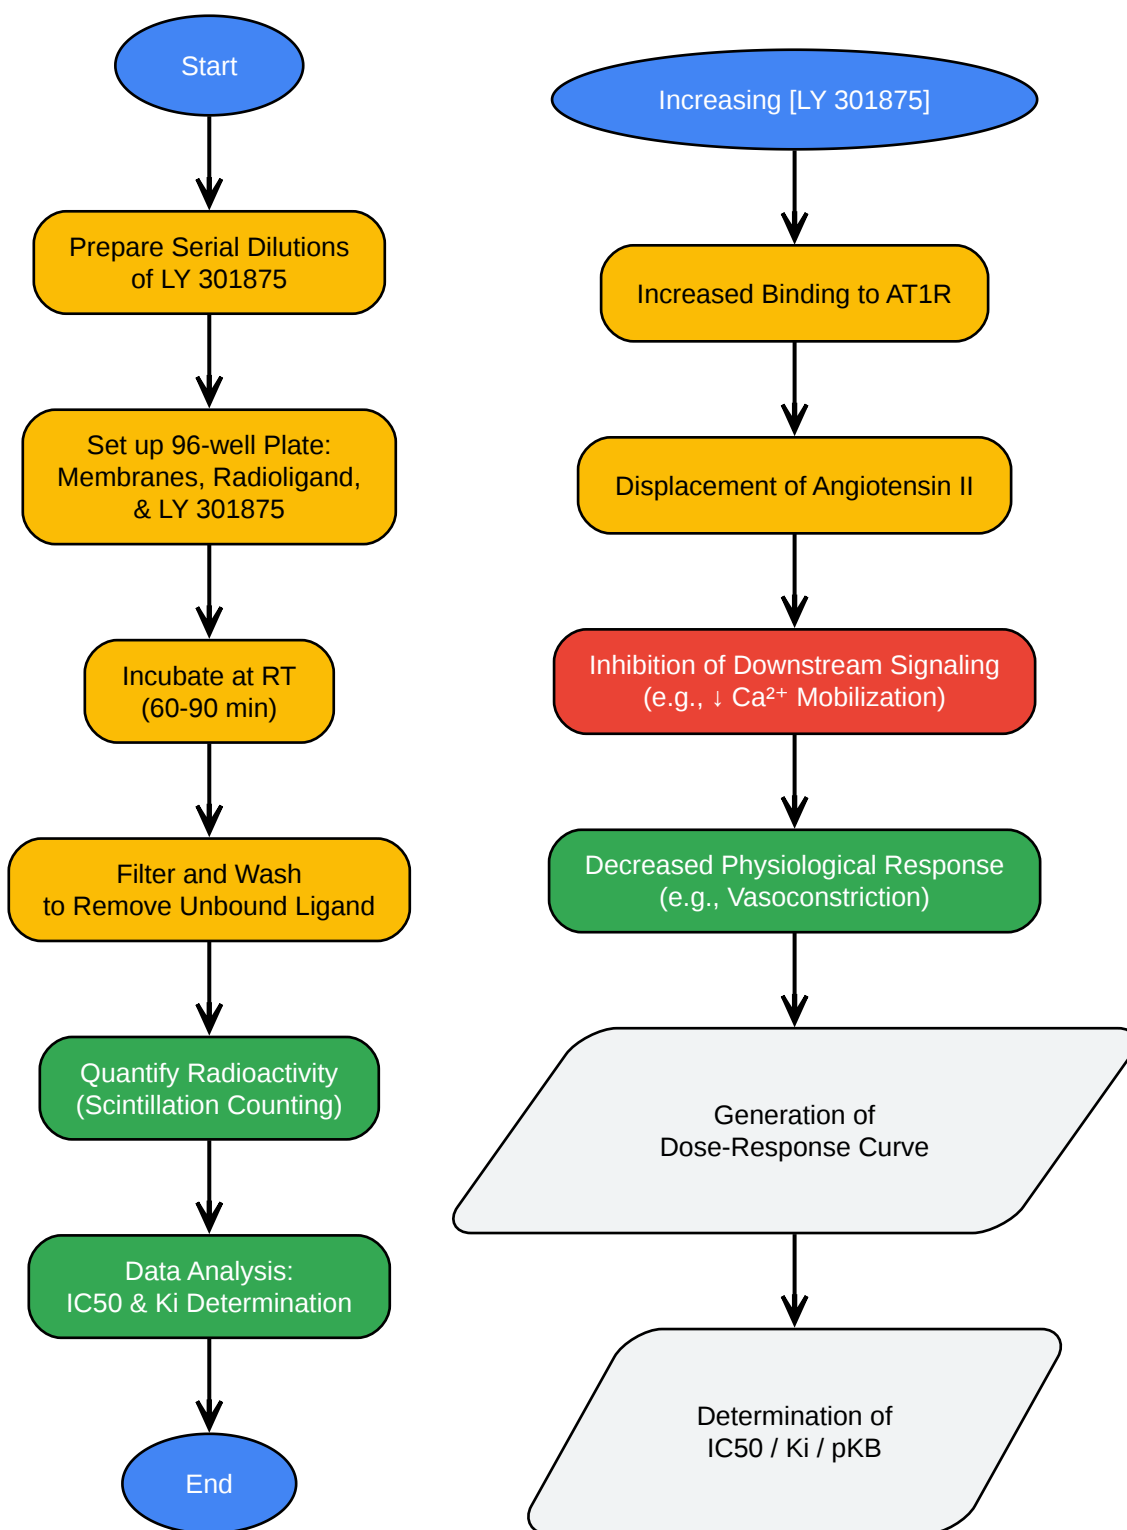 Start
Prepare Serial Dilutions
of LY 301875
Set up 96-well Plate:
Membranes, Radioligand,
& LY 301875
Incubate at RT
(60-90 min)
Filter and Wash
to Remove Unbound Ligand
Quantify Radioactivity
(Scintillation Counting)
Data Analysis:
IC50 & Ki Determination
End
Increasing [LY 301875]
Increased Binding to AT1R
Displacement of Angiotensin II
Inhibition of Downstream Signaling
(e.g., ↓ Ca²⁺ Mobilization)
Decreased Physiological Response
(e.g., Vasoconstriction)
Generation of
Dose-Response Curve
Determination of
IC50 / Ki / pKB